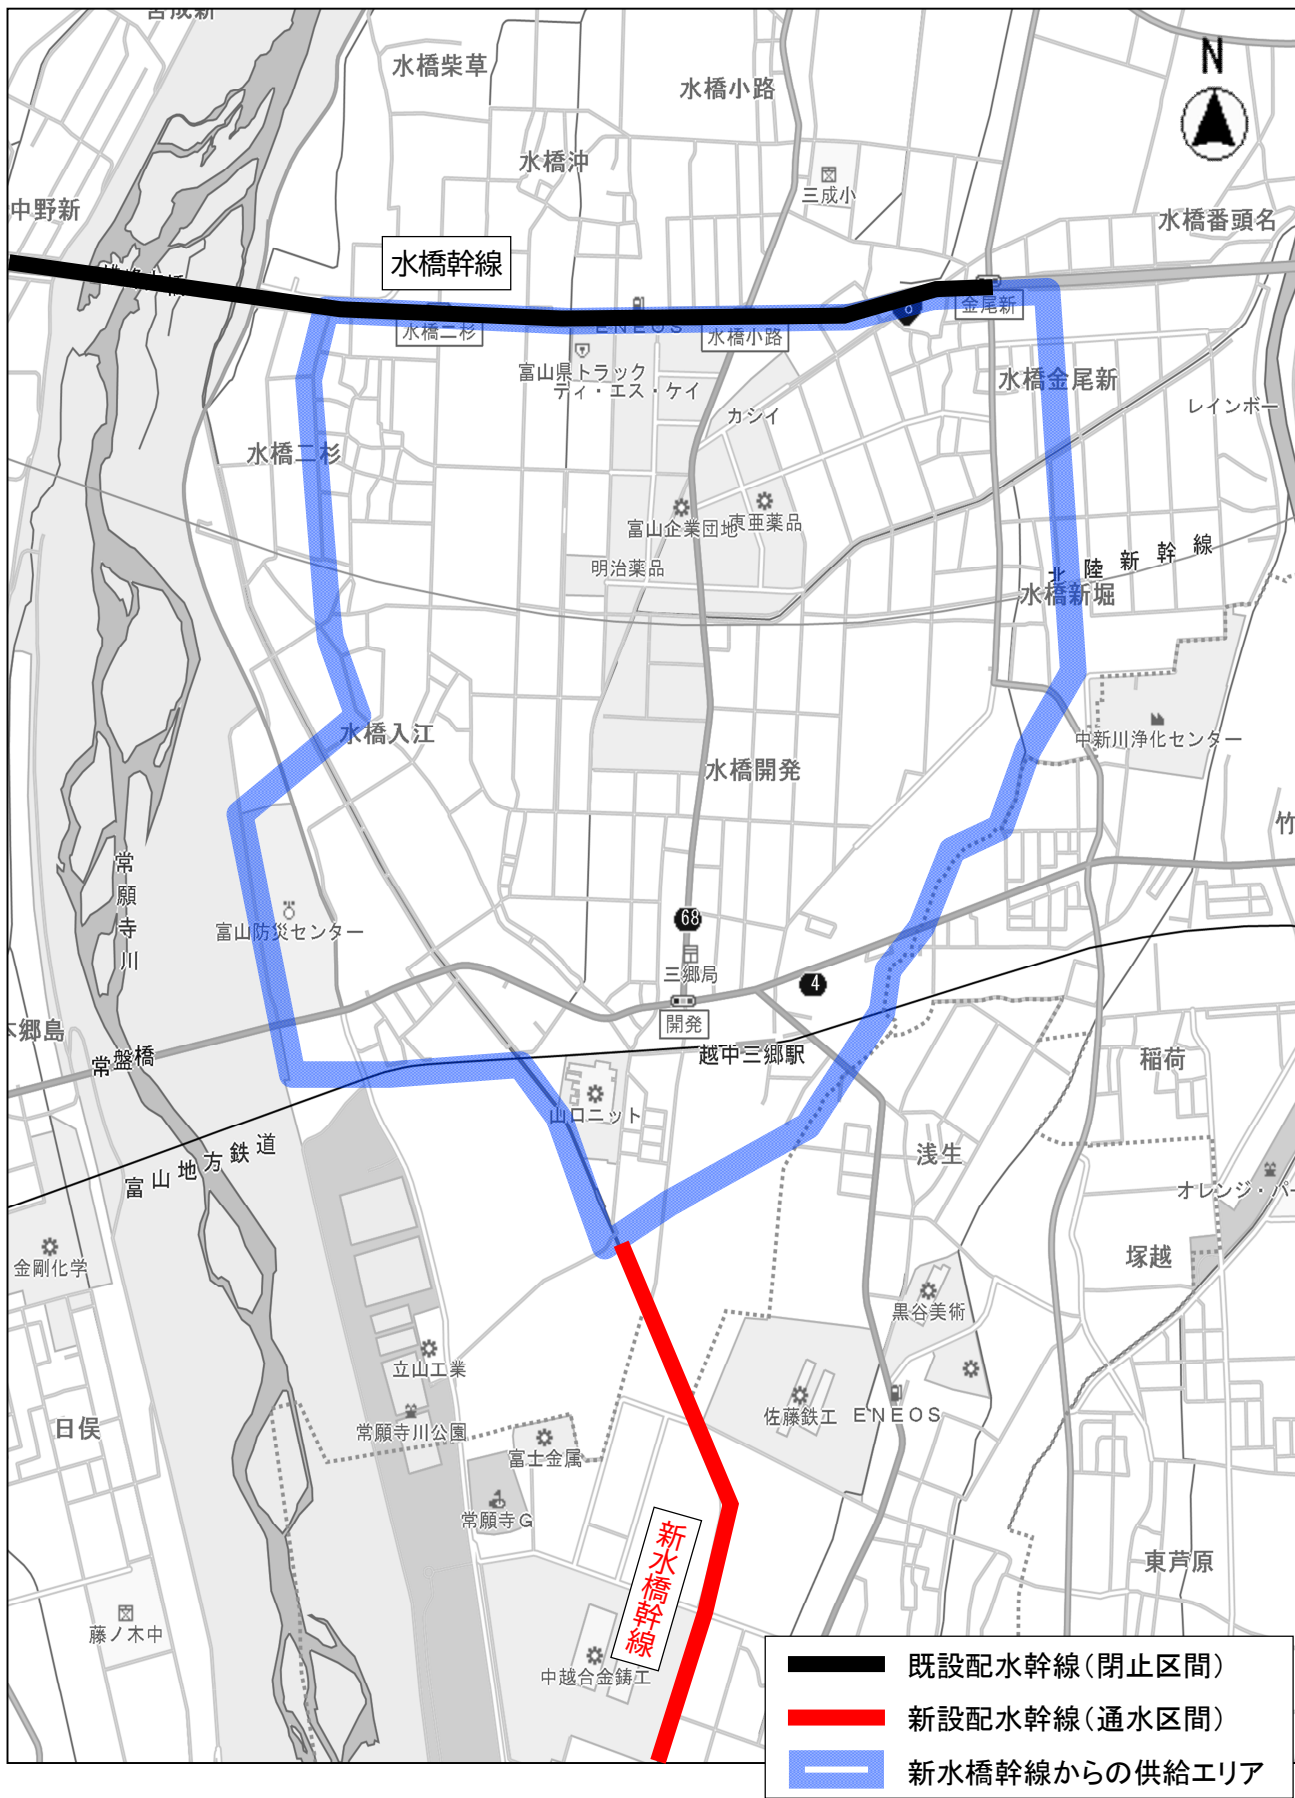 水橋柴草
水橋小路
N
水橋沖
三成小
中野新
水橋番頭名
水橋幹線
金尾新
水橋二杉
ENEOS
水橋小路
富山県トラック
ティ・エス・ケイ
水橋金尾新
カシイ
レインボー
水橋二杉
富山企業団地
東亜薬品
明治薬品
北陸新幹線
水橋新堀
水橋入江
中新川浄化センター
水橋開発
竹
常願寺川
68
富山防災センター
三郷局
4
開発
本郷島
常盤橋
越中三郷駅
稲荷
山口ニット
富山地方鉄道
浅生
オレンジ・パー
金剛化学
塚越
黒谷美術
立山工業
佐藤鉄工
ENEOS
日俣
常願寺川公園
富士金属
常願寺G
新水橋幹線
東芦原
藤ノ木中
中越合金鋳工
既設配水幹線(閉止区間)
新設配水幹線(通水区間)
新水橋幹線からの供給エリア